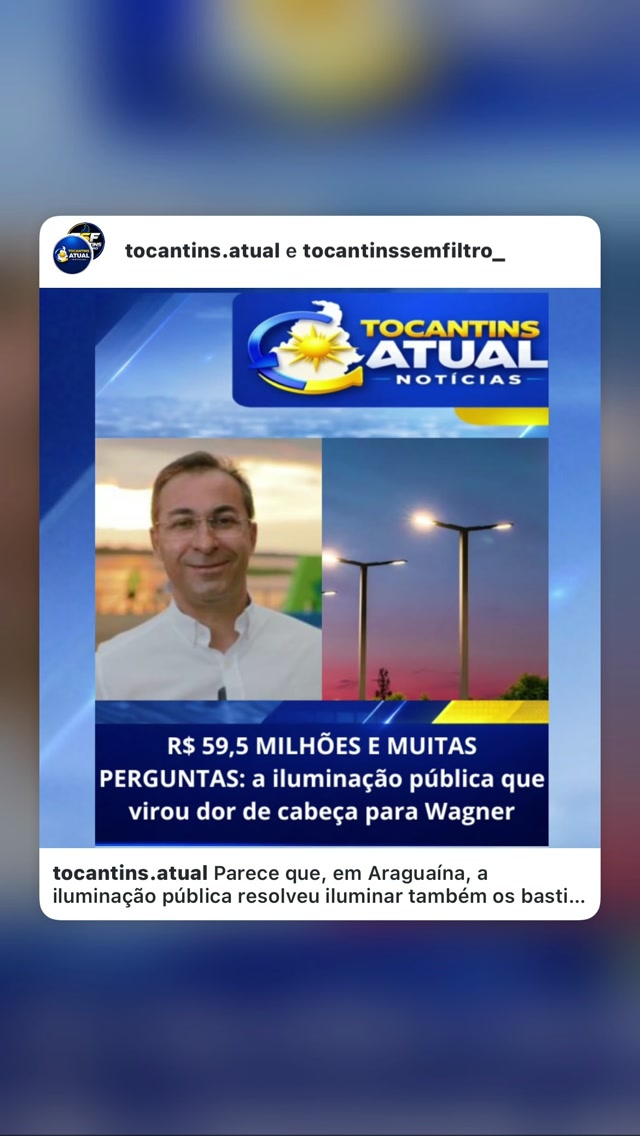 tocantins.atual e tocantinssemfiltro_
TOCANTINS
ATUAL
NOTÍCIAS
R$ 59,5 MILHÕES E MUITAS
PERGUNTAS: a iluminação pública que
virou dor de cabeça para Wagner
tocantins.atual Parece que, em Araguaína, a
iluminação pública resolveu iluminar também os basti...